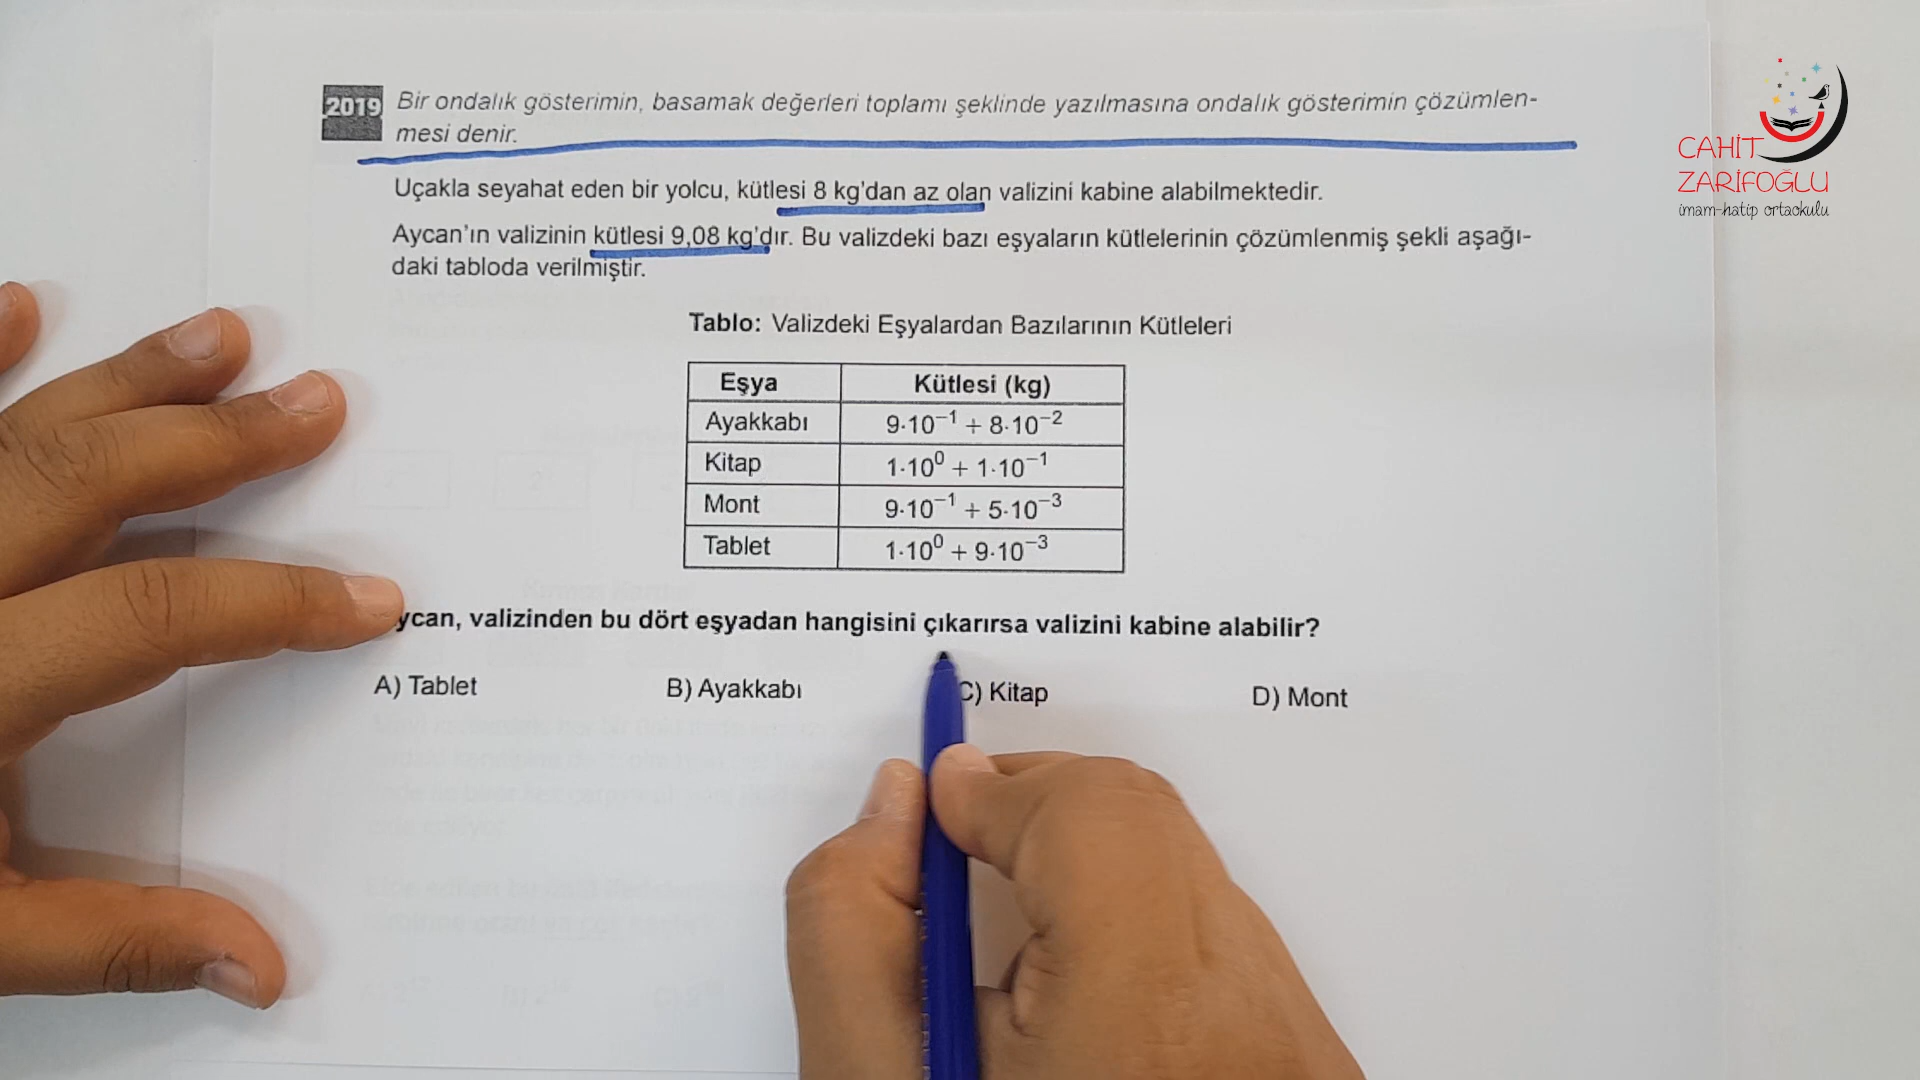 2019 Bir ondalık gösterimin, basamak değerleri toplamı şeklinde yazılmasına ondalık gösterimin çözümlen-
mesi denir.
CAHİT
ZARİFOĞLU
imam-hatip ortaokulu
Uçakla seyahat eden bir yolcu, kütlesi 8 kg'dan az olan valizini kabine alabilmektedir.
Aycan'ın valizinin kütlesi 9,08 kg'dır. Bu valizdeki bazı eşyaların kütlelerinin çözümlenmiş şekli aşağı-
daki tabloda verilmiştir.
Tablo: Valizdeki Eşyalardan Bazılarının Kütleleri
Eşya Kütlesi (kg)
Ayakkabı 9·10⁻¹ + 8·10⁻²
Kitap 1·10⁰ + 1·10⁻¹
Mont 9·10⁻¹ + 5·10⁻³
Tablet 1·10⁰ + 9·10⁻³
ycan, valizinden bu dört eşyadan hangisini çıkarırsa valizini kabine alabilir?
A) Tablet B) Ayakkabı C) Kitap D) Mont